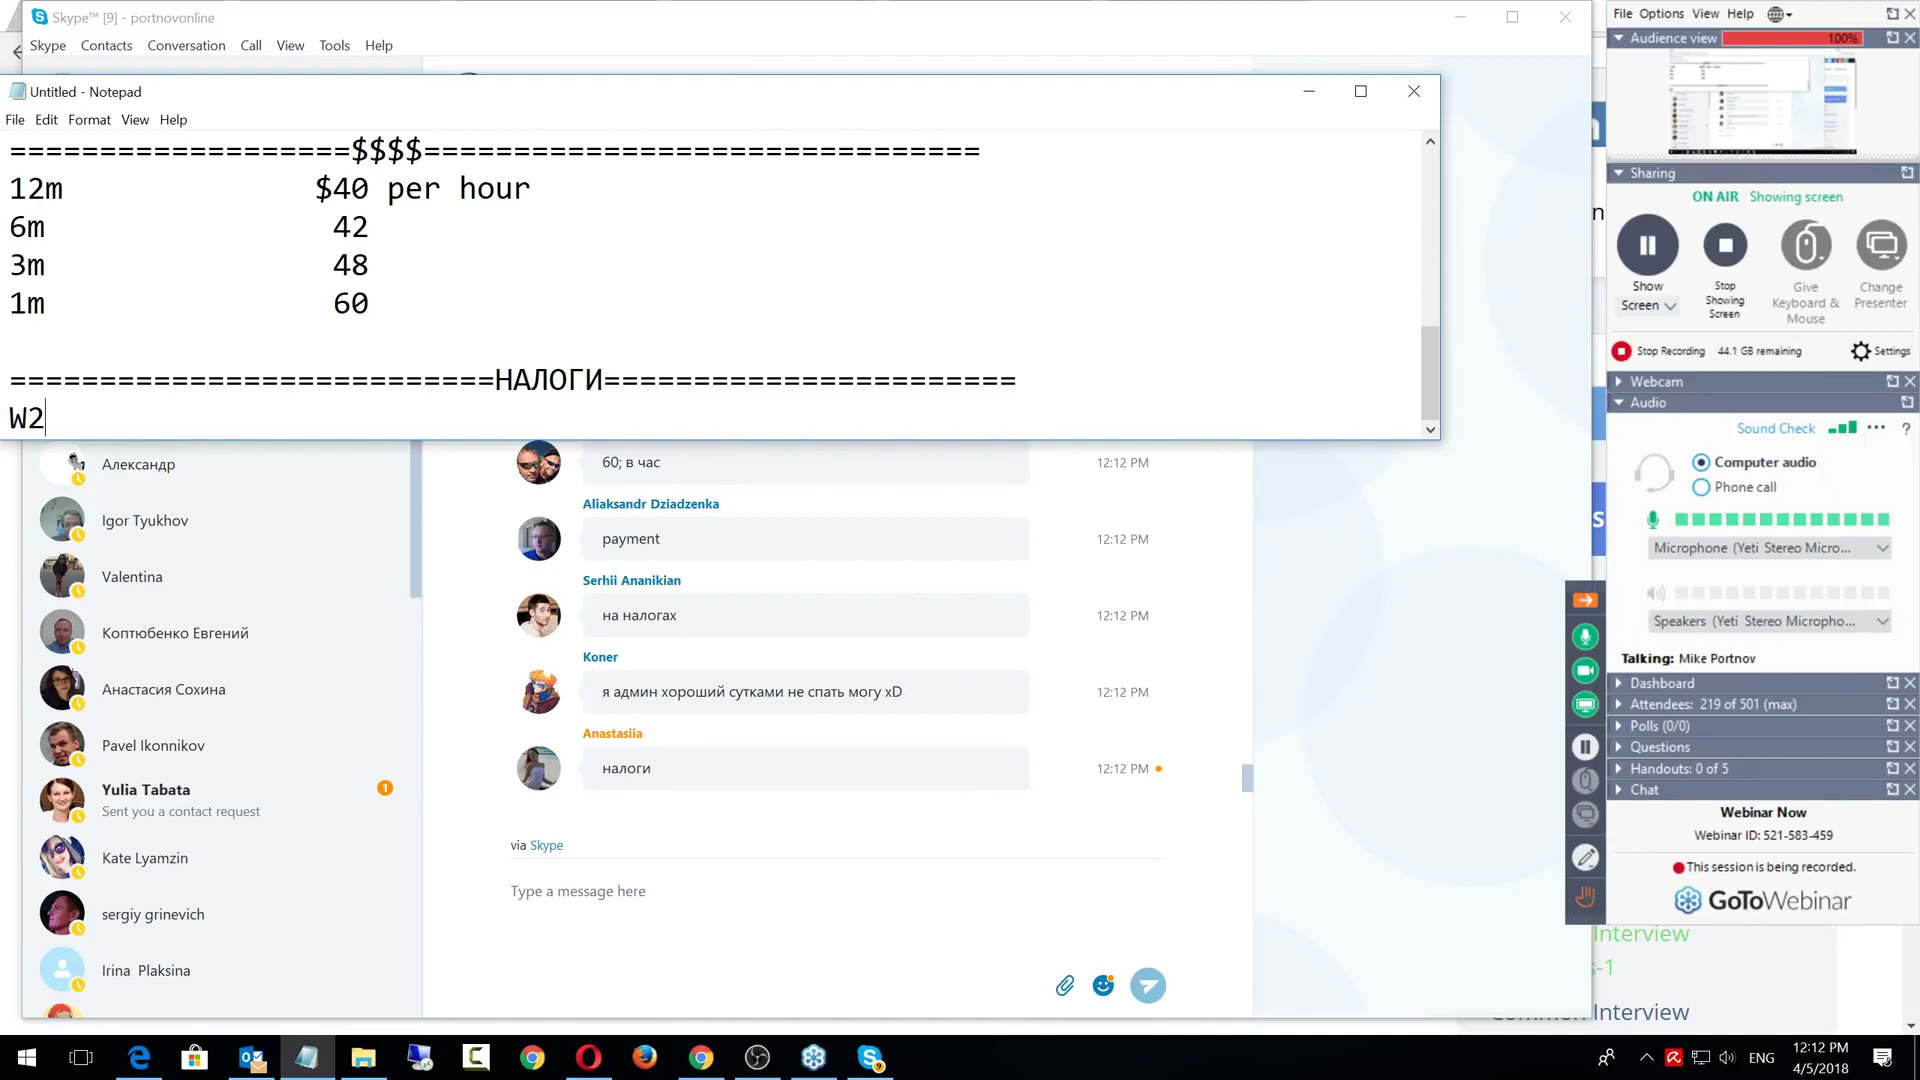 Skype™ [9] - portnovonline
Skype Contacts Conversation Call View Tools Help
Untitled - Notepad
File Edit Format View Help
===================$$$$===============================
12m $40 per hour
6m 42
3m 48
1m 60
===========================НАЛОГИ=======================
W2
Александр
Igor Tyukhov
Valentina
Коптюбенко Евгений
Анастасия Сохина
Pavel Ikonnikov
Yulia Tabata
1
Sent you a contact request
Kate Lyamzin
sergiy grinevich
Irina Plaksina
60; в час 12:12 PM
Aliaksandr Dziadzenka
payment 12:12 PM
Serhii Ananikian
на налогах 12:12 PM
Koner
я админ хороший сутками не спать могу xD 12:12 PM
Anastasiia
налоги 12:12 PM
via Skype
Type a message here
File Options View Help
Audience view 100%
Sharing
ON AIR Showing screen
Show Screen
Stop Showing Screen
Give Keyboard & Mouse
Change Presenter
Stop Recording 44.1 GB remaining Settings
Webcam
Audio
Sound Check ?
Computer audio
Phone call
Microphone (Yeti Stereo Micro...
Speakers (Yeti Stereo Micropho...
Talking: Mike Portnov
Dashboard
Attendees: 219 of 501 (max)
Polls (0/0)
Questions
Handouts: 0 of 5
Chat
Webinar Now
Webinar ID: 521-583-459
This session is being recorded.
GoToWebinar
Interview
s-1
Common Interview
ENG
12:12 PM
4/5/2018